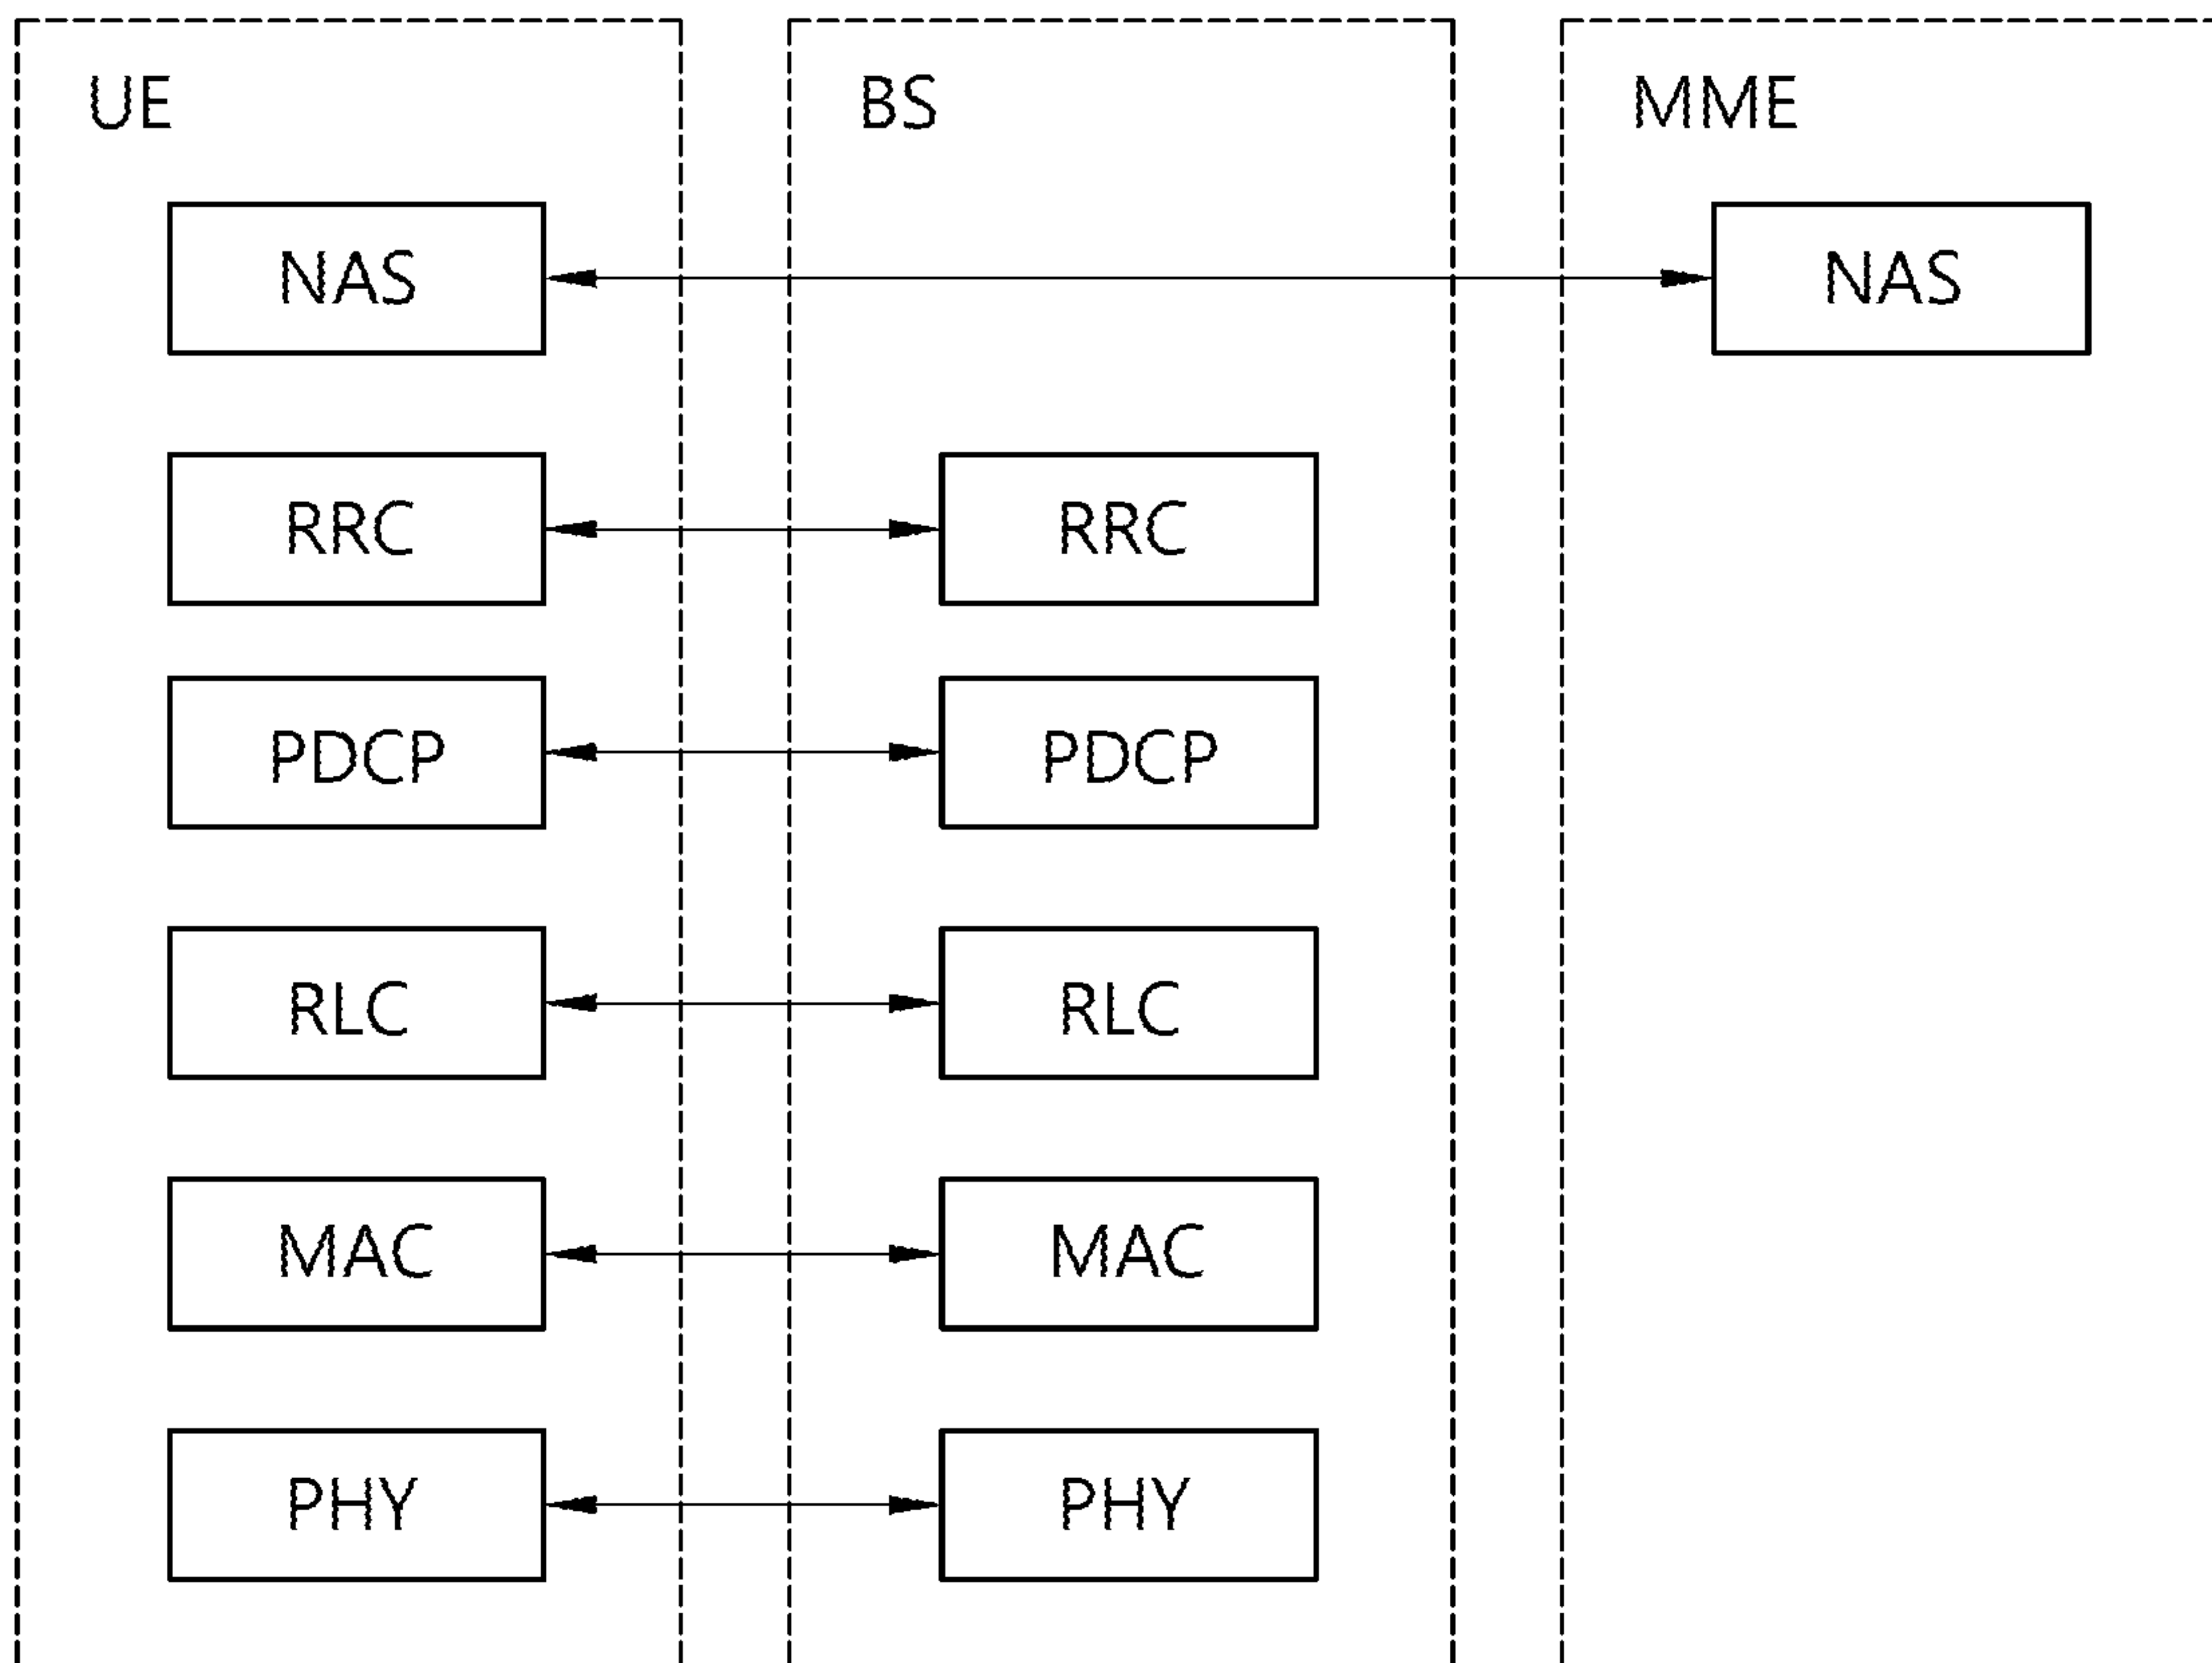 UE BS MME
NAS NAS
RRC RRC
PDCP PDCP
RLC RLC
MAC MAC
PHY PHY